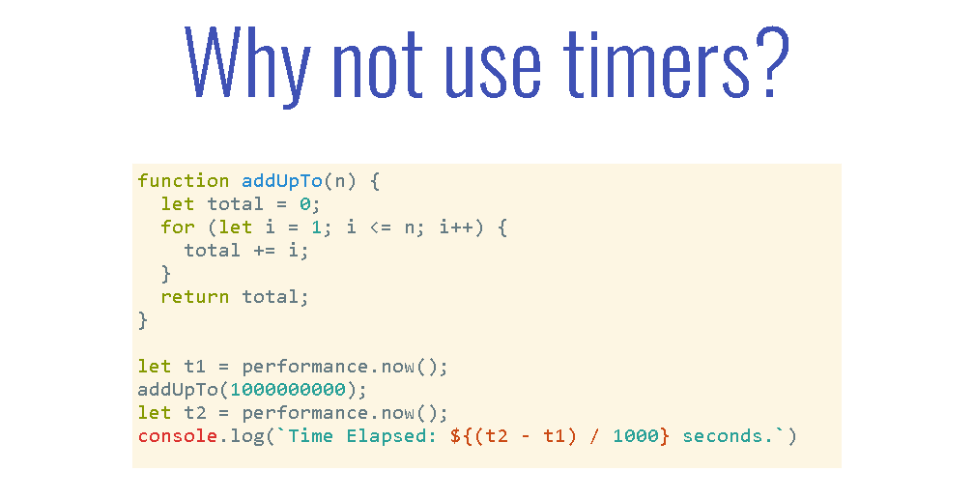 Why not use timers?
function addUpTo(n) {
  let total = 0;
  for (let i = 1; i <= n; i++) {
    total += i;
  }
  return total;
}
let t1 = performance.now();
addUpTo(1000000000);
let t2 = performance.now();
console.log(`Time Elapsed: ${(t2 - t1) / 1000} seconds.`)